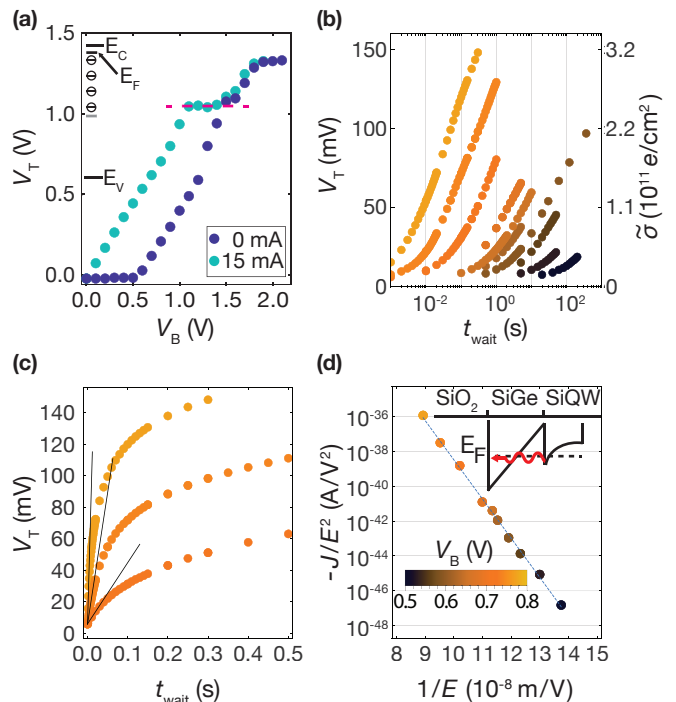 (a)
1.5
1.0
0.5
0.0
V_T (V)
E_C
E_F
E_V
0 mA
15 mA
0.0 0.5 1.0 1.5 2.0
V_B (V)
(b)
150
100
50
0
V_T (mV)
3.2
2.2
1.1
0
σ̃ (10^11 e/cm^2)
10^-2 10^0 10^2
t_wait (s)
(c)
140
120
100
80
60
40
20
0
V_T (mV)
0.0 0.1 0.2 0.3 0.4 0.5
t_wait (s)
(d)
10^-36
10^-38
10^-40
10^-42
10^-44
10^-46
10^-48
-J/E^2 (A/V^2)
SiO_2 SiGe SiQW
E_F
V_B (V)
0.5 0.6 0.7 0.8
8 9 10 11 12 13 14 15
1/E (10^-8 m/V)